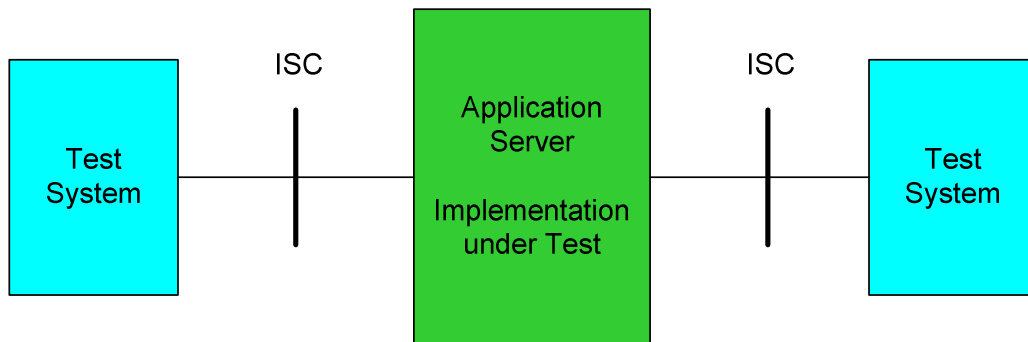 ISC
ISC
Test
System
Application
Server
Implementation
under Test
Test
System